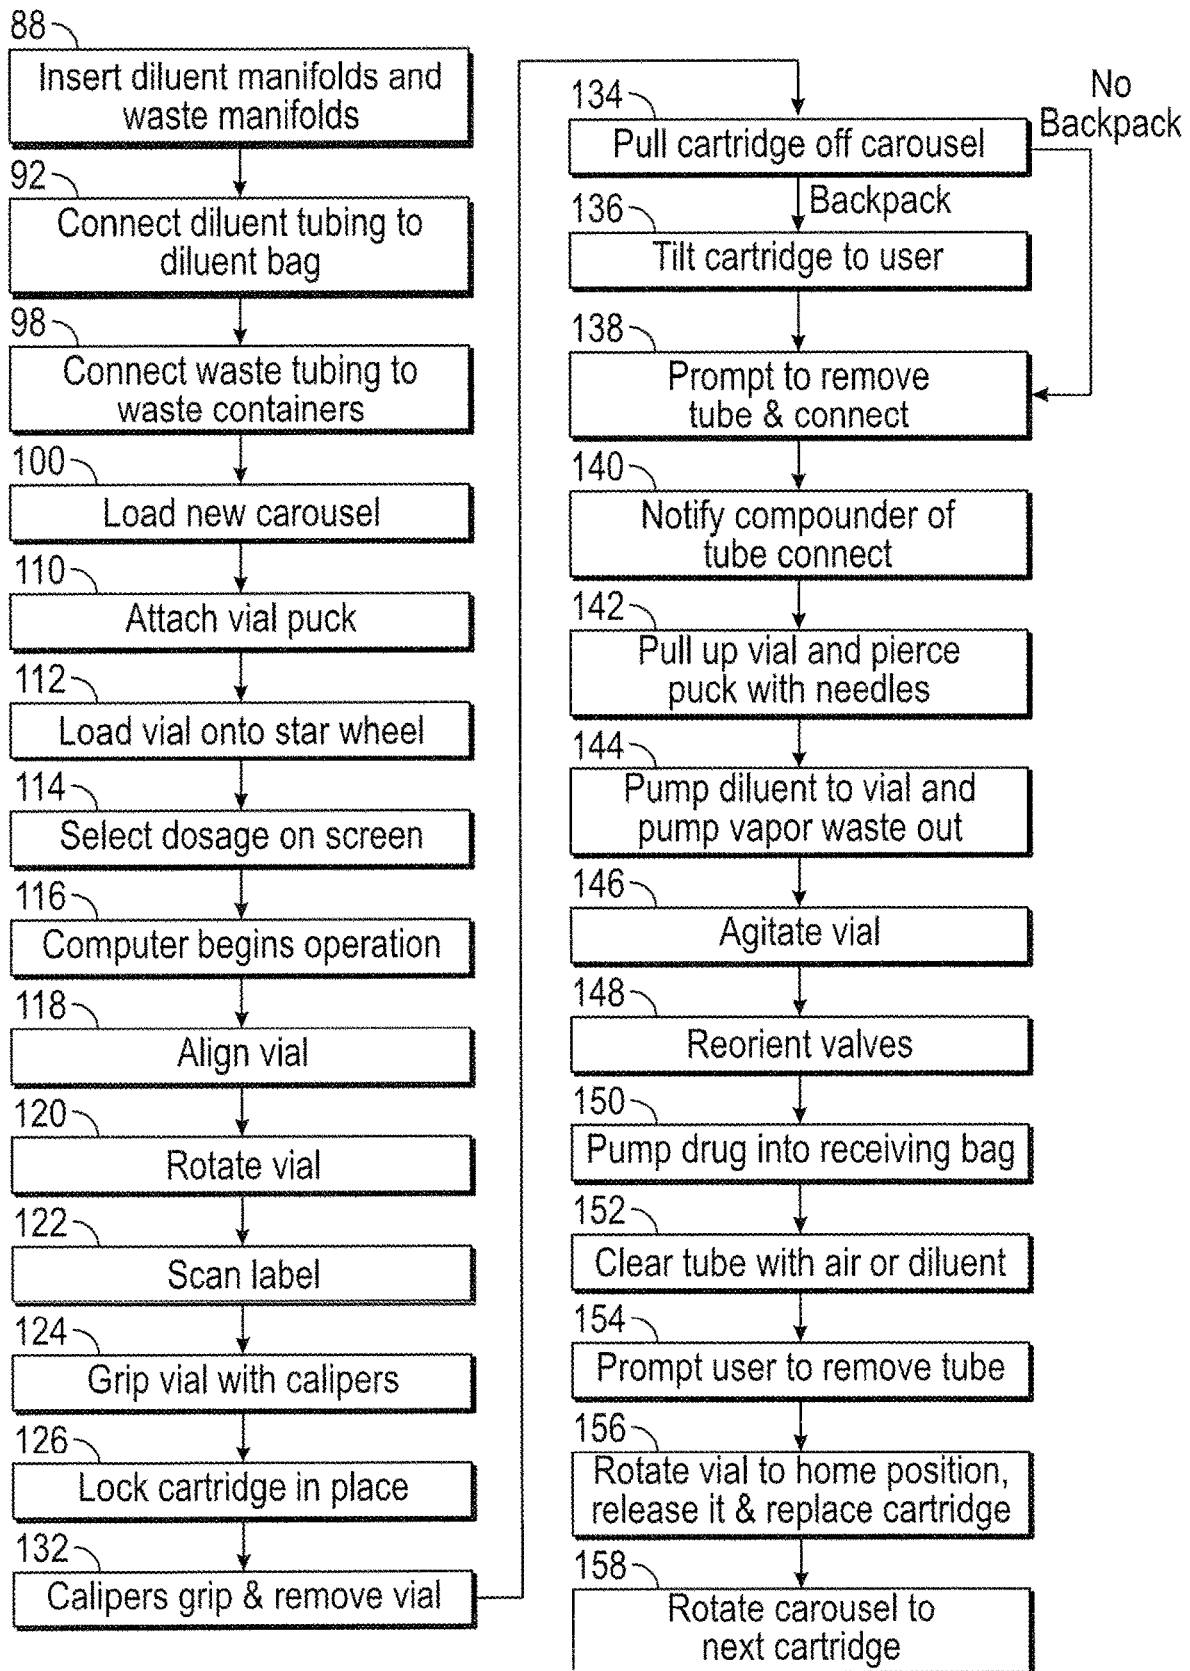 88
Insert diluent manifolds and
waste manifolds
92
Connect diluent tubing to
diluent bag
98
Connect waste tubing to
waste containers
100
Load new carousel
110
Attach vial puck
112
Load vial onto star wheel
114
Select dosage on screen
116
Computer begins operation
118
Align vial
120
Rotate vial
122
Scan label
124
Grip vial with calipers
126
Lock cartridge in place
132
Calipers grip & remove vial
134
Pull cartridge off carousel
No
Backpack
Backpack
136
Tilt cartridge to user
138
Prompt to remove
tube & connect
140
Notify compounder of
tube connect
142
Pull up vial and pierce
puck with needles
144
Pump diluent to vial and
pump vapor waste out
146
Agitate vial
148
Reorient valves
150
Pump drug into receiving bag
152
Clear tube with air or diluent
154
Prompt user to remove tube
156
Rotate vial to home position,
release it & replace cartridge
158
Rotate carousel to
next cartridge